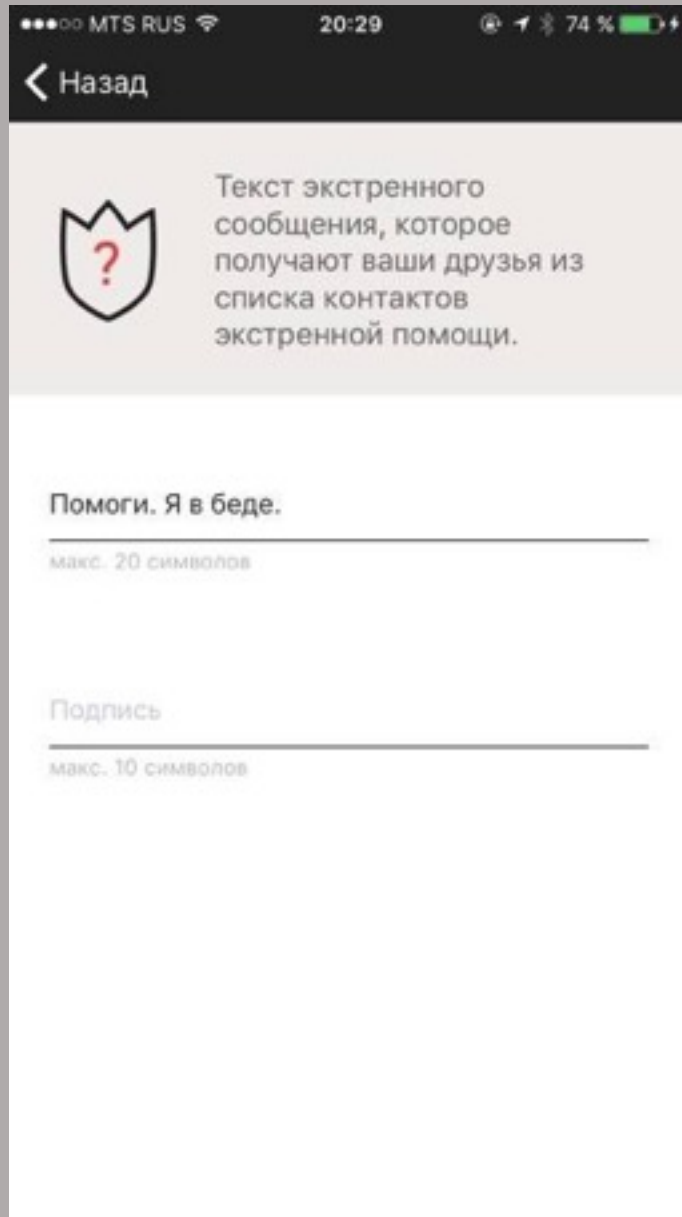 MTS RUS 20:29 74 %
Назад
Текст экстренного
сообщения, которое
получают ваши друзья из
списка контактов
экстренной помощи.
?
Помоги. Я в беде.
макс. 20 символов
Подпись
макс. 10 символов